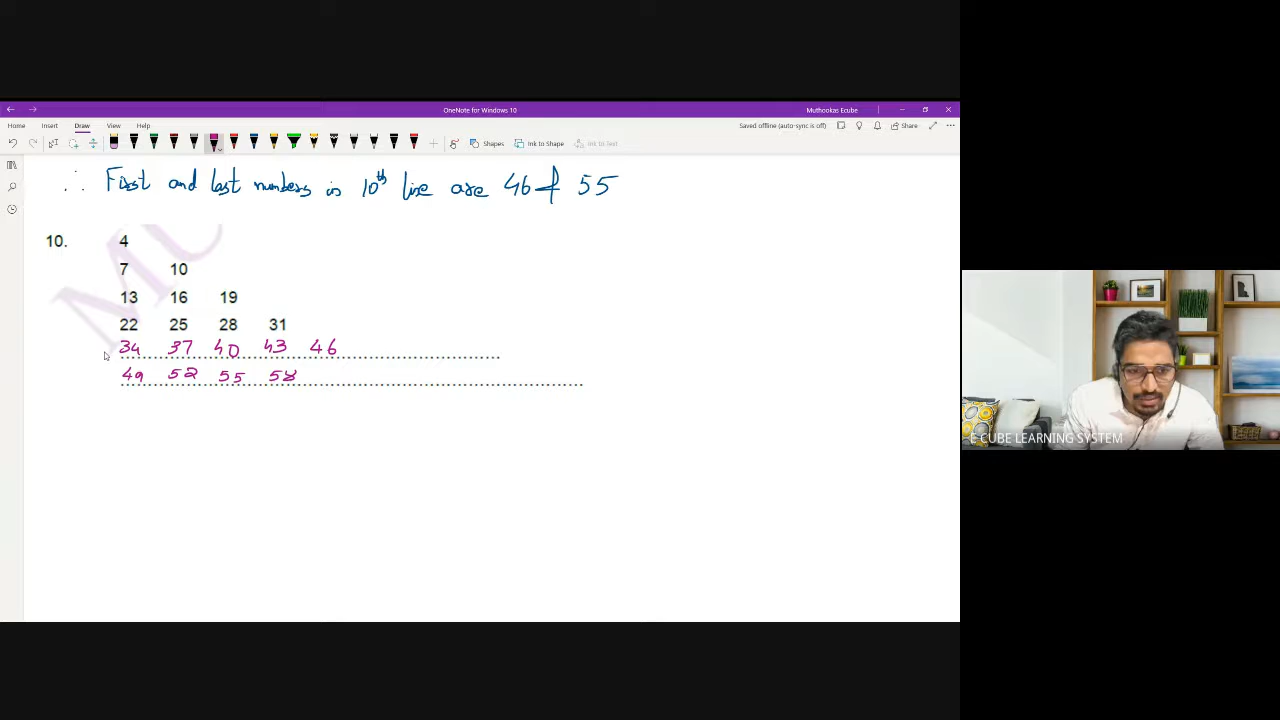 OneNote for Windows 10
Muthookas Ecube
Home Insert Draw View Help
Saved offline (auto-sync is off)
Share
Shapes
Ink to Shape
Ink to Text
∴ First and last numbers in 10th line are 46 & 55
10. 4
7 10
13 16 19
22 25 28 31
34 37 40 43 46
49 52 55 58
E CUBE LEARNING SYSTEM
MU